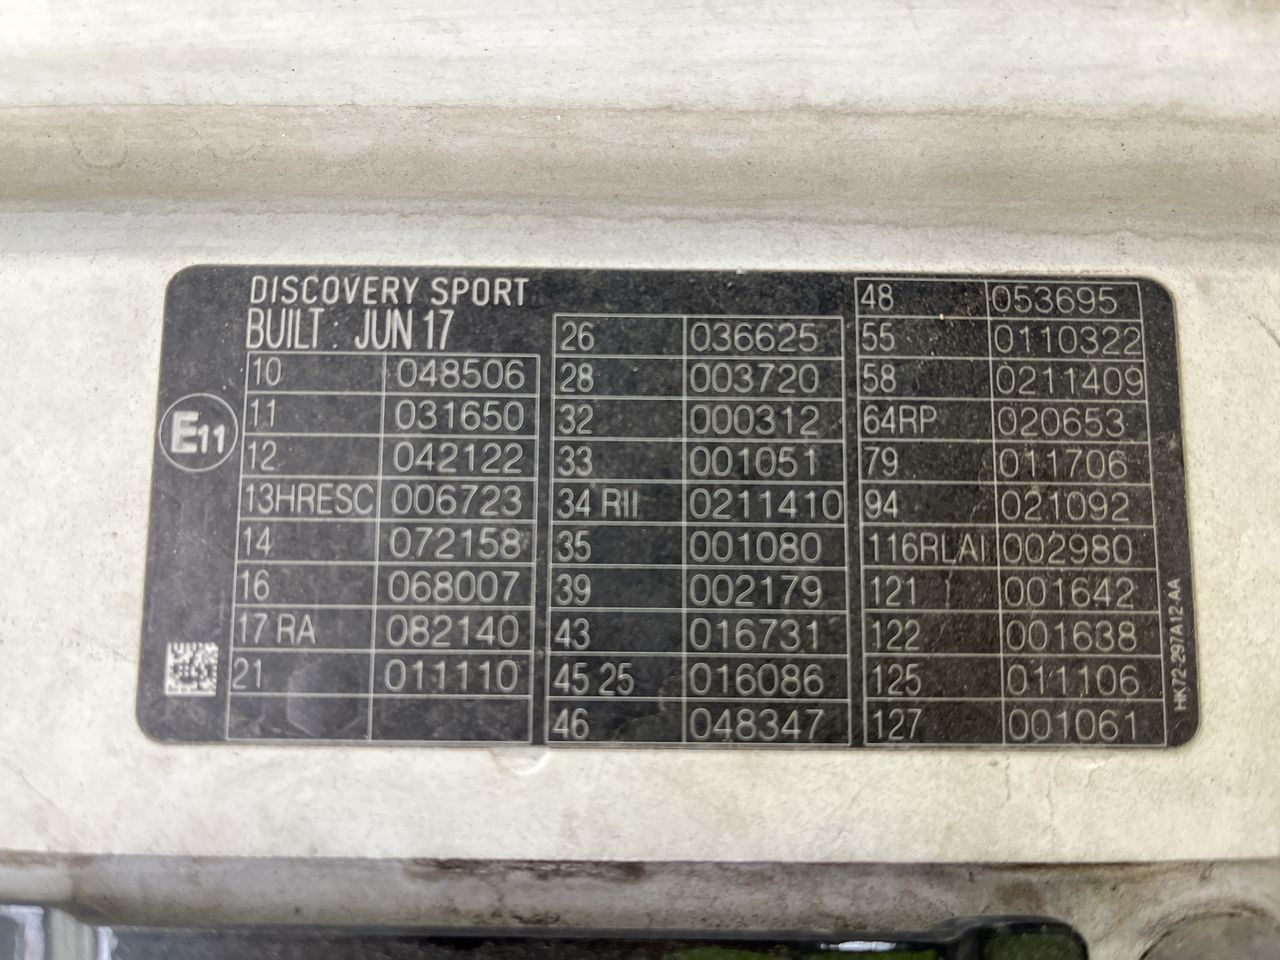 DISCOVERY SPORT
BUILT : JUN 17
10 048506
11 031650
12 042122
13HRESC 006723
14 072158
16 068007
17 RA 082140
21 011110
E11
26 036625
28 003720
32 000312
33 001051
34 RII 0211410
35 001080
39 002179
43 016731
45 25 016086
46 048347
48 053695
55 0110322
58 0211409
64RP 020653
79 011706
94 021092
116RLAI 002980
121 001642
122 001638
125 011106
127 001061
HK72-297A12-AA